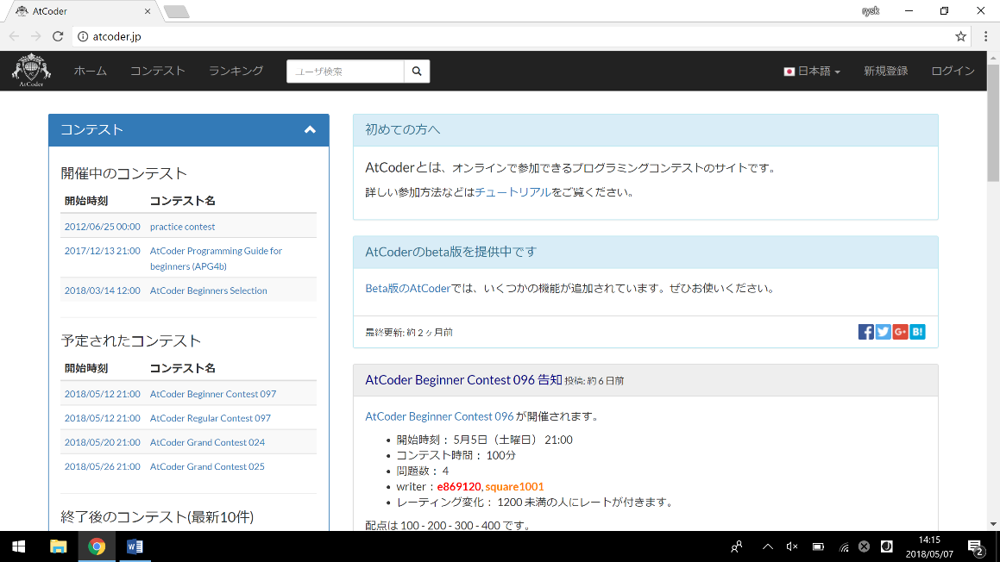 AtCoder
rysk
atcoder.jp
AtCoder
ホーム コンテスト ランキング ユーザ検索 日本語 新規登録 ログイン
コンテスト
開催中のコンテスト
開始時刻 コンテスト名
2012/06/25 00:00 practice contest
2017/12/13 21:00 AtCoder Programming Guide for
beginners (APG4b)
2018/03/14 12:00 AtCoder Beginners Selection
予定されたコンテスト
開始時刻 コンテスト名
2018/05/12 21:00 AtCoder Beginner Contest 097
2018/05/12 21:00 AtCoder Regular Contest 097
2018/05/20 21:00 AtCoder Grand Contest 024
2018/05/26 21:00 AtCoder Grand Contest 025
終了後のコンテスト(最新10件)
初めての方へ
AtCoderとは、オンラインで参加できるプログラミングコンテストのサイトです。
詳しい参加方法などはチュートリアルをご覧ください。
AtCoderのbeta版を提供中です
Beta版のAtCoderでは、いくつかの機能が追加されています。ぜひお使いください。
最終更新: 約 2 ヶ月前
f G+ B!
AtCoder Beginner Contest 096 告知 投稿: 約 6 日前
AtCoder Beginner Contest 096 が開催されます。
• 開始時刻： 5月5日（土曜日） 21:00
• コンテスト時間： 100分
• 問題数： 4
• writer：e869120, square1001
• レーティング変化： 1200 未満の人にレートが付きます。
配点は 100 - 200 - 300 - 400 です。
14:15
2018/05/07
2